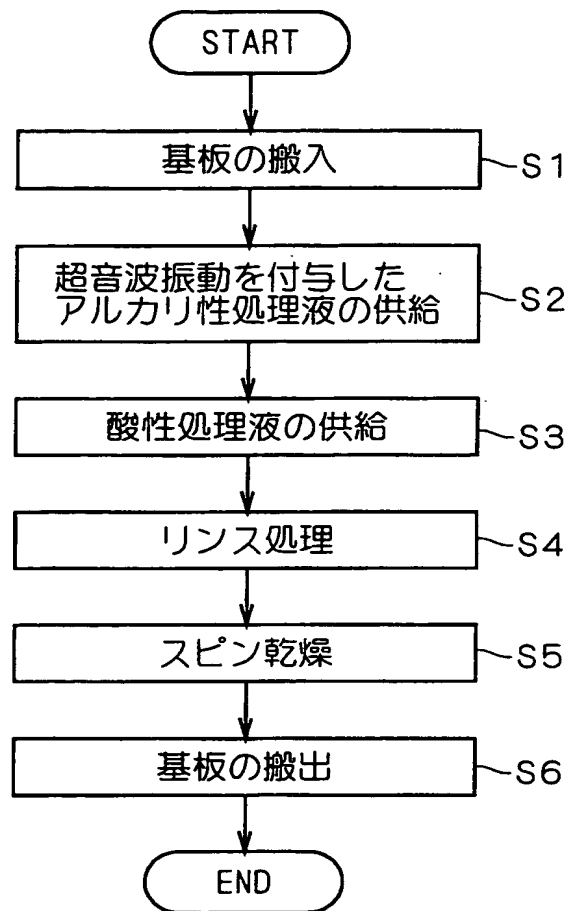 START
基板の搬入
S1
超音波振動を付与した
アルカリ性処理液の供給
S2
酸性処理液の供給
S3
リンス処理
S4
スピン乾燥
S5
基板の搬出
S6
END